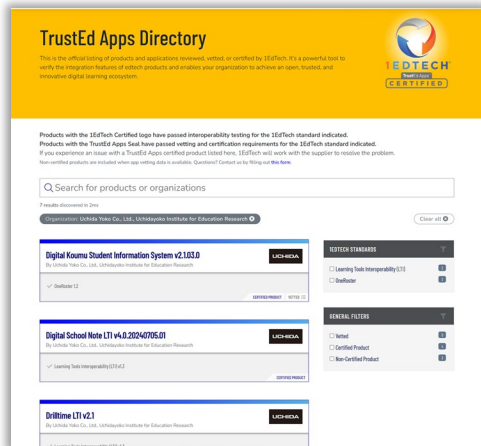 TrustEd Apps Directory
This is the official listing of products and applications reviewed, vetted, or certified by 1EdTech. It's a powerful tool to
verify the integration features of edtech products and enables your organization to achieve an open, trusted, and
innovative digital learning ecosystem.
1EDTECH
TrustEd Apps
CERTIFIED
Products with the 1EdTech Certified logo have passed interoperability testing for the 1EdTech standard indicated.
Products with the TrustEd Apps Seal have passed vetting and certification requirements for the 1EdTech standard indicated.
If you experience an issue with a TrustEd Apps certified product listed here, 1EdTech will work with the supplier to resolve the problem.
Non-certified products are included when app vetting data is available. Questions? Contact us by filling out this form.
Search for products or organizations
7 results discovered in 2ms
Organization: Uchida Yoko Co., Ltd., Uchidayoko Institute for Education Research
Clear all
Digital Koumu Student Information System v2.1.03.0
By Uchida Yoko Co., Ltd., Uchidayoko Institute for Education Research
UCHIDA
OneRoster 1.2
CERTIFIED PRODUCT
VETTED
Digital School Note LTI v4.0.20240705.01
By Uchida Yoko Co., Ltd., Uchidayoko Institute for Education Research
UCHIDA
Learning Tools Interoperability (LTI) v1.3
CERTIFIED PRODUCT
Drilltime LTI v2.1
By Uchida Yoko Co., Ltd., Uchidayoko Institute for Education Research
UCHIDA
1EDTECH STANDARDS
Learning Tools Interoperability (LTI)
OneRoster
GENERAL FILTERS
Vetted
Certified Product
Non-Certified Product